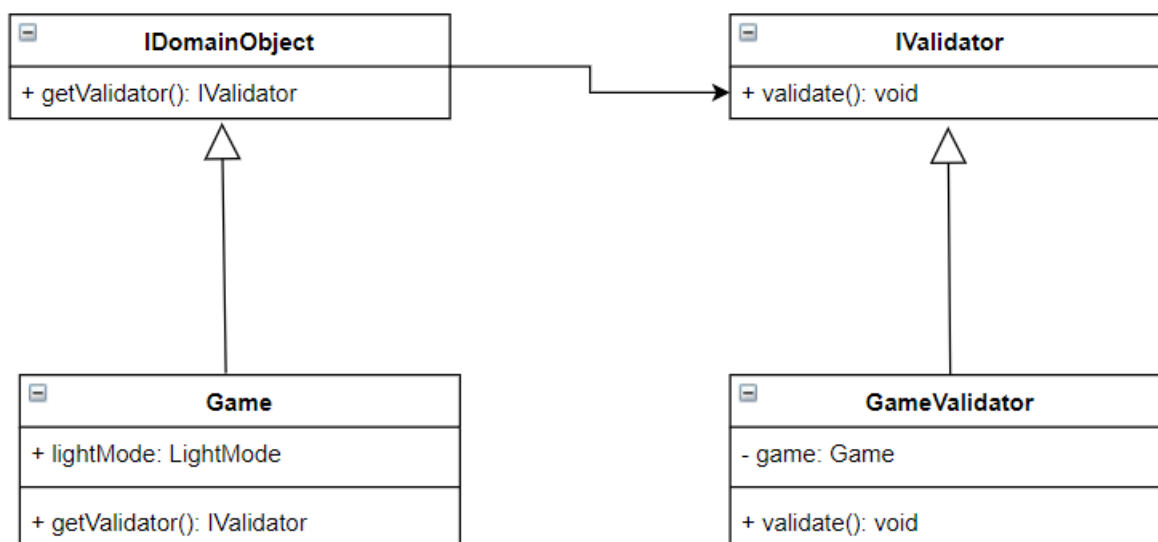 IDomainObject
+ getValidator(): IValidator
IValidator
+ validate(): void
Game
+ lightMode: LightMode
+ getValidator(): IValidator
GameValidator
- game: Game
+ validate(): void